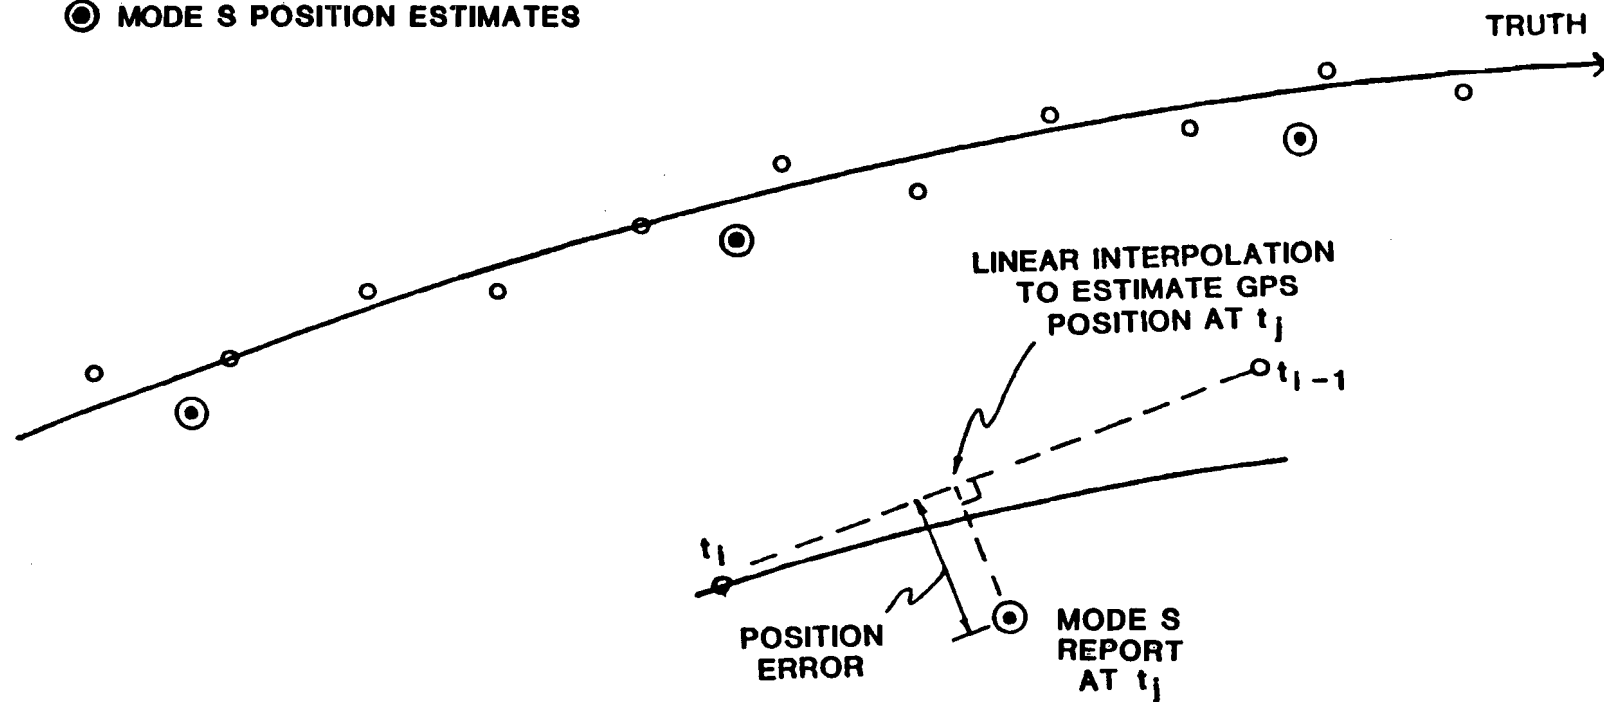 MODE S POSITION ESTIMATES
TRUTH
LINEAR INTERPOLATION
TO ESTIMATE GPS
POSITION AT tj
ti-1
ti
POSITION
ERROR
MODE S
REPORT
AT tj